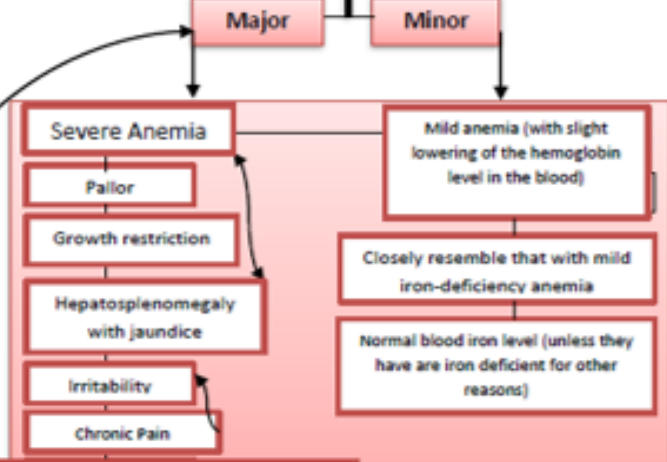 Major
Minor
Severe Anemia
Pallor
Growth restriction
Hepatosplenomegaly
with jaundice
Irritability
Chronic Pain
Mild anemia (with slight
lowering of the hemoglobin
level in the blood)
Closely resemble that with mild
iron-deficiency anemia
Normal blood iron level (unless they
have are iron deficient for other
reasons)